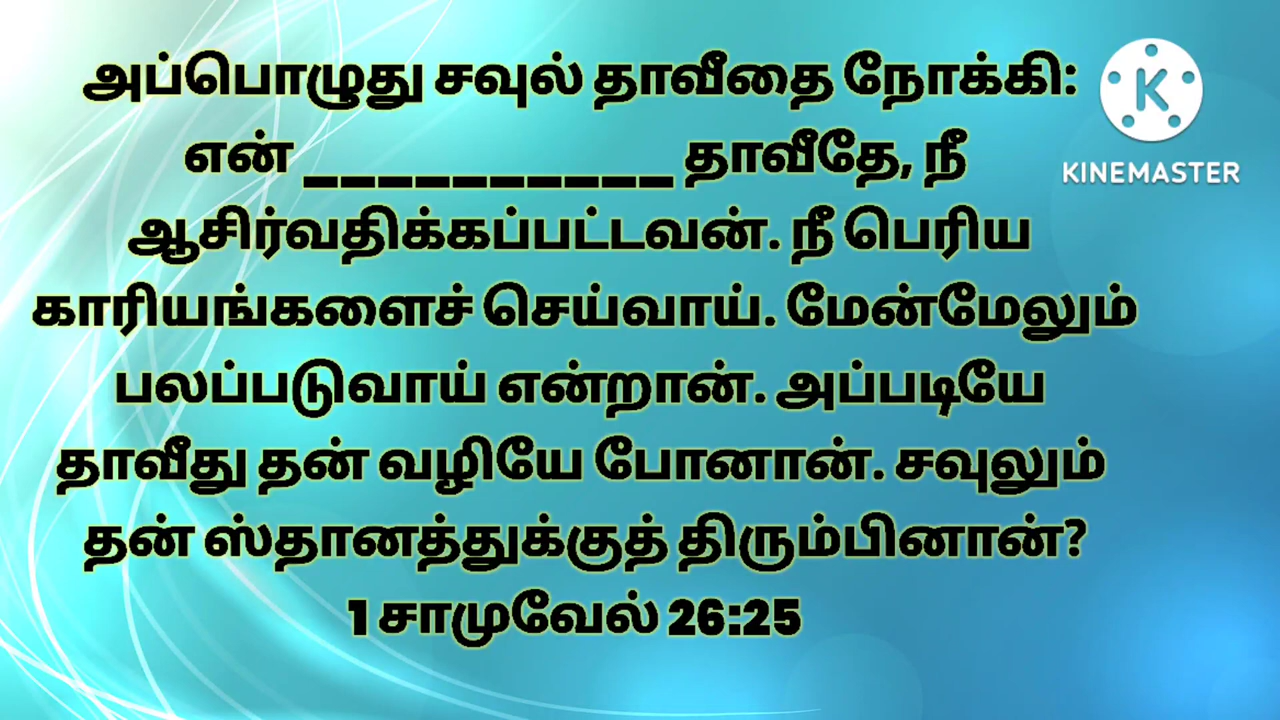 அப்பொழுது சவுல் தாவீதை நோக்கி:
என் __________ தாவீதே, நீ
ஆசிர்வதிக்கப்பட்டவன். நீ பெரிய
காரியங்களைச் செய்வாய். மேன்மேலும்
பலப்படுவாய் என்றான். அப்படியே
தாவீது தன் வழியே போனான். சவுலும்
தன் ஸ்தானத்துக்குத் திரும்பினான்?
1 சாமுவேல் 26:25
K
KINEMASTER